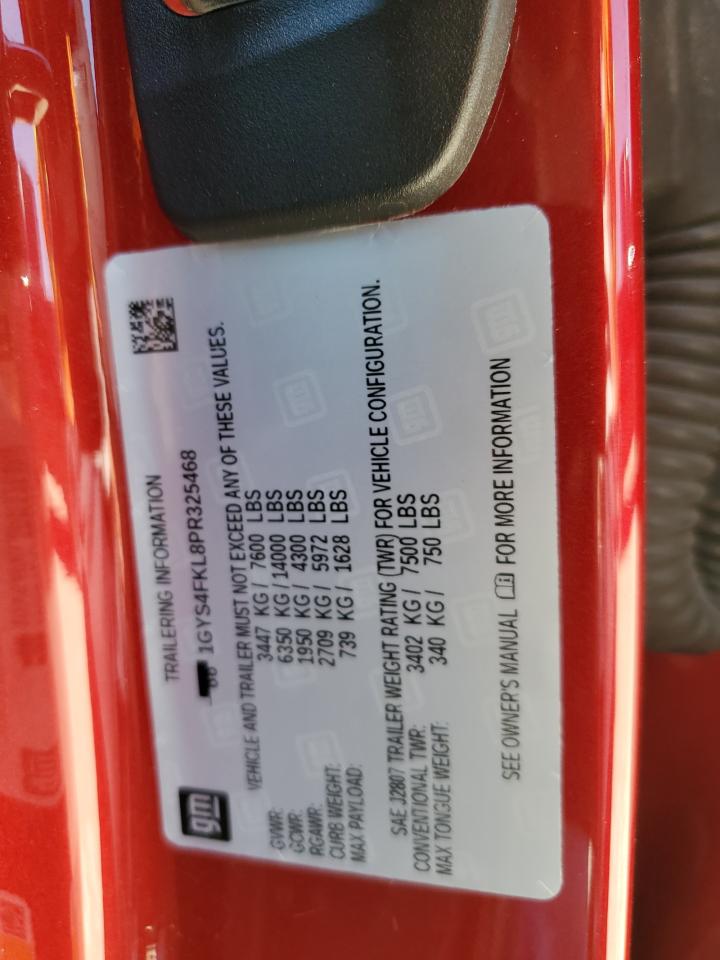 gm
TRAILERING INFORMATION
1GYS4FKL8PR325468
VEHICLE AND TRAILER MUST NOT EXCEED ANY OF THESE VALUES.
GVWR: 3447 KG / 7600 LBS
GCWR: 6350 KG / 14000 LBS
RGAWR: 1950 KG / 4300 LBS
CURB WEIGHT: 2709 KG / 5972 LBS
MAX PAYLOAD: 739 KG / 1628 LBS
SAE J2807 TRAILER WEIGHT RATING (TWR) FOR VEHICLE CONFIGURATION.
CONVENTIONAL TWR: 3402 KG / 7500 LBS
MAX TONGUE WEIGHT: 340 KG / 750 LBS
SEE OWNER'S MANUAL FOR MORE INFORMATION